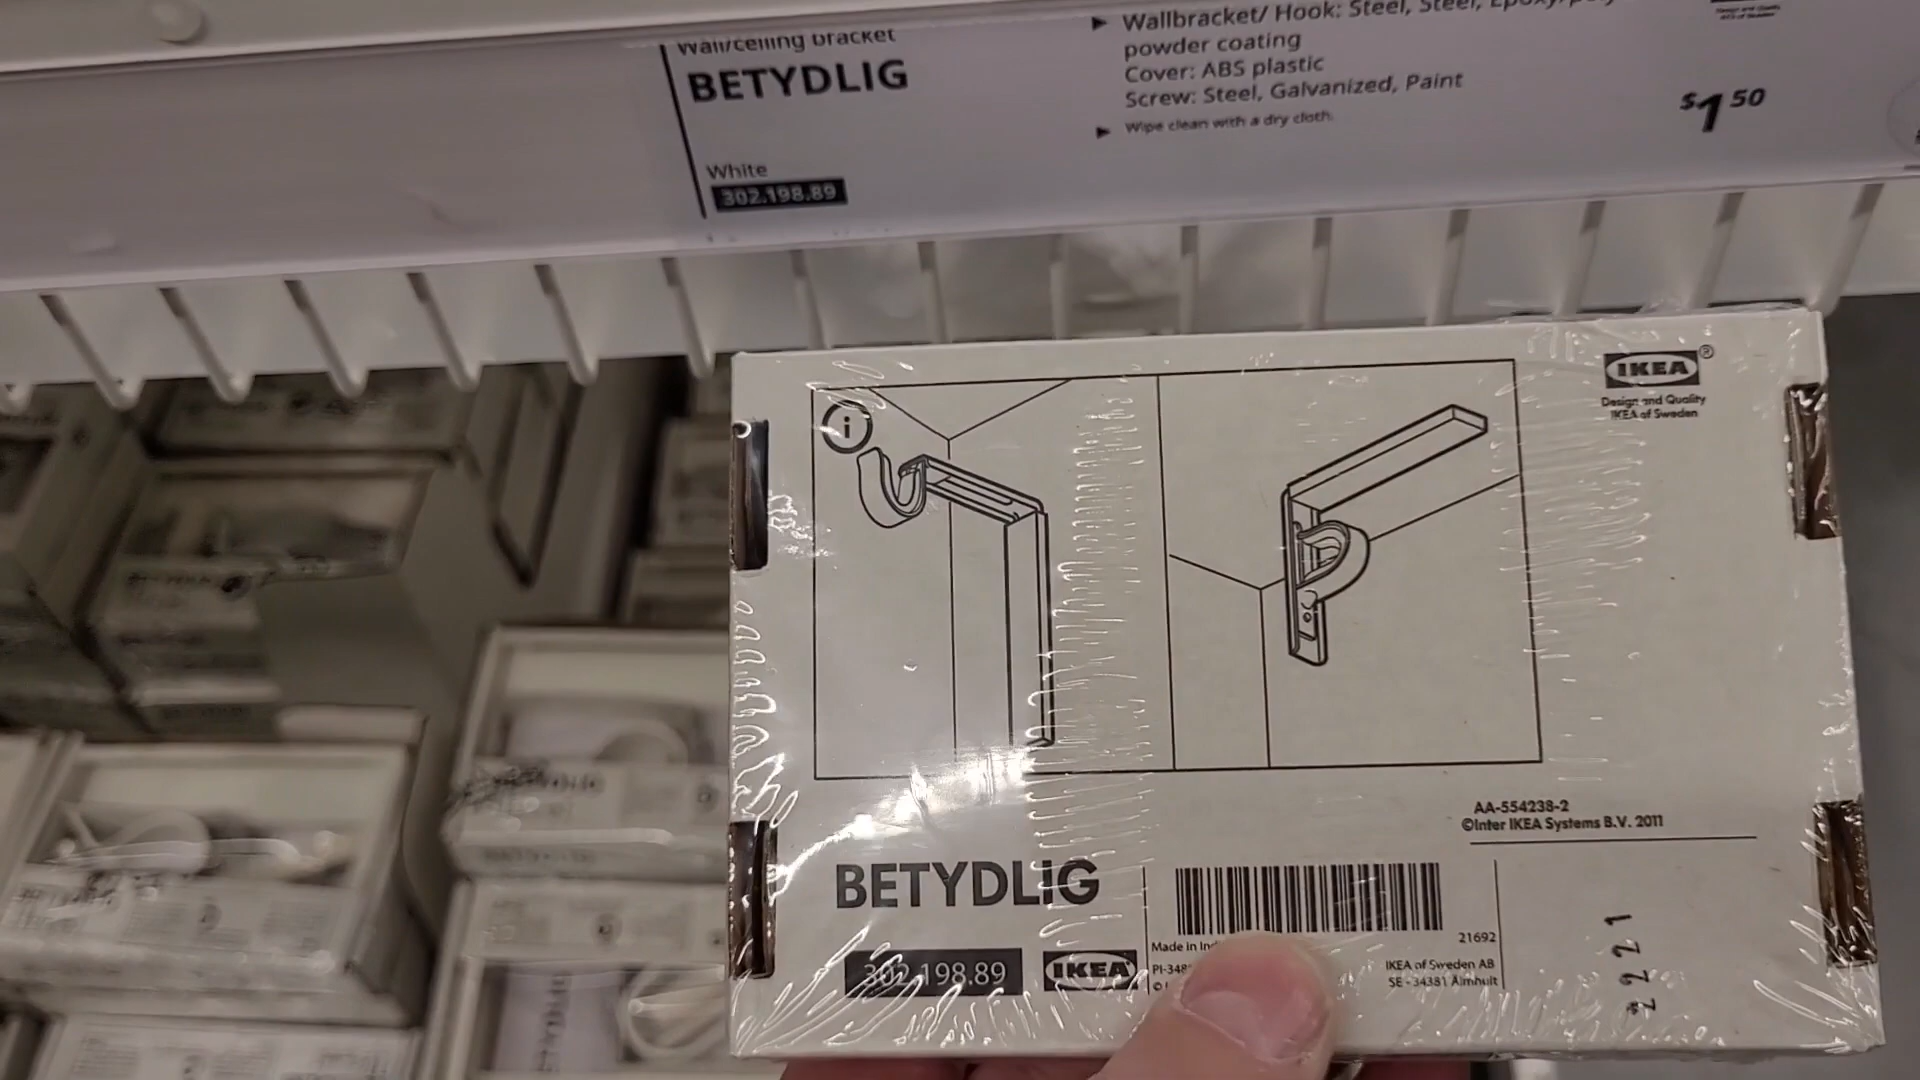 Wall/ceiling bracket
BETYDLIG
White
302.198.89
Wallbracket/ Hook: Steel, Steel,
powder coating
Cover: ABS plastic
Screw: Steel, Galvanized, Paint
Wipe clean with a dry cloth.
$1 50
i
IKEA®
Design and Quality
IKEA of Sweden
AA-554238-2
©Inter IKEA Systems B.V. 2011
BETYDLIG
302.198.89
IKEA
21692
Made in
PI-348
IKEA of Sweden AB
SE - 34381 Älmhult
2221